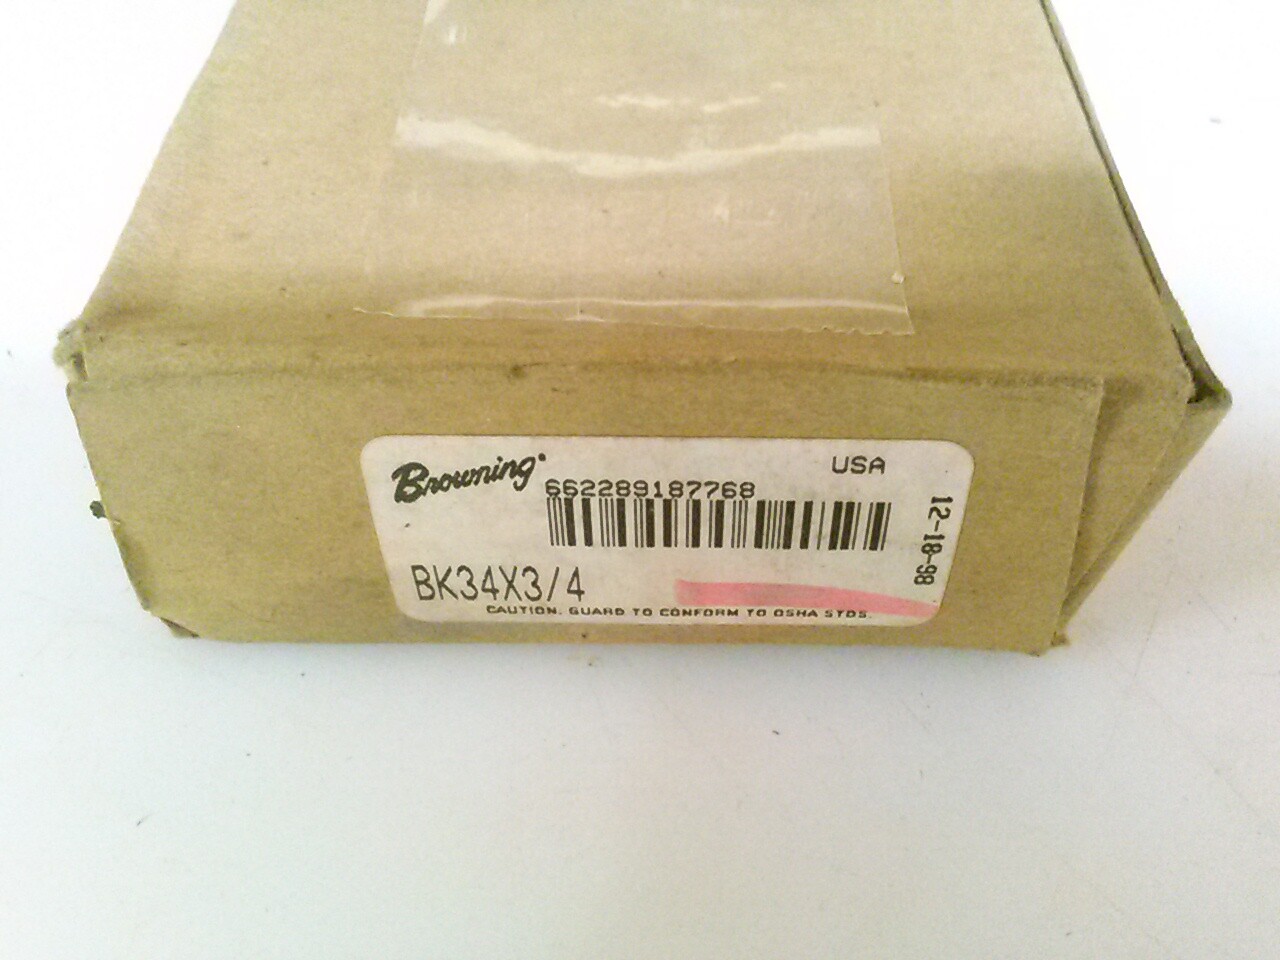 Browning
USA
662289187768
12-18-98
BK34X3/4
CAUTION. GUARD TO CONFORM TO OSHA STDS.